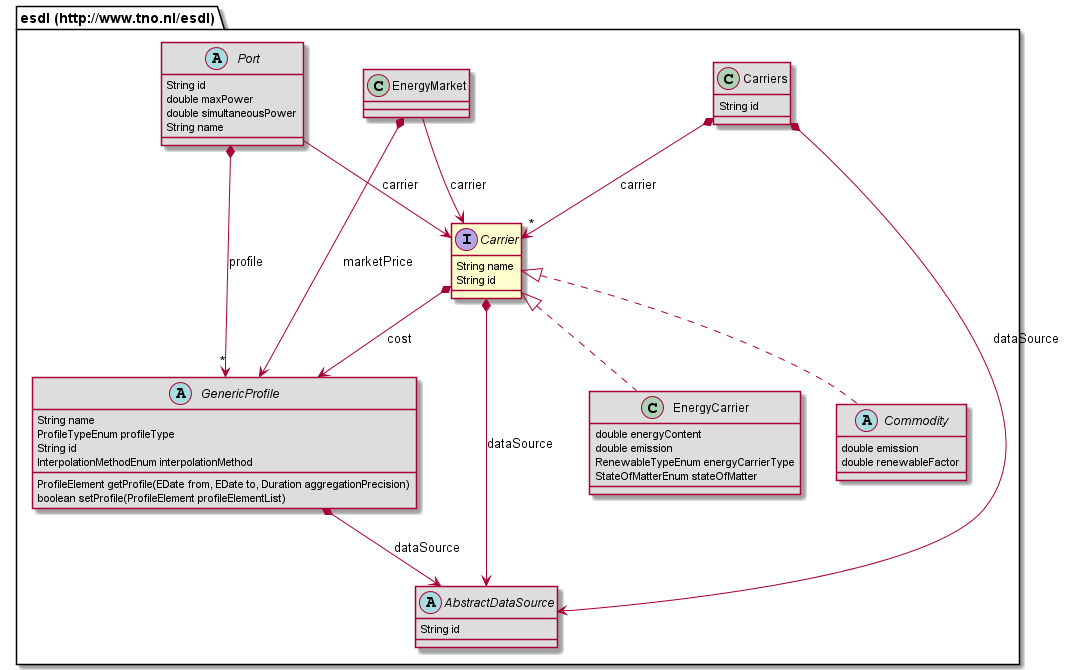 esdl (http://www.tno.nl/esdl)
A Port
String id
double maxPower
double simultaneousPower
String name
C EnergyMarket
C Carriers
String id
carrier
carrier
carrier
*
I Carrier
String name
String id
profile
marketPrice
cost
dataSource
*
A GenericProfile
String name
ProfileTypeEnum profileType
String id
InterpolationMethodEnum interpolationMethod
ProfileElement getProfile(EDate from, EDate to, Duration aggregationPrecision)
boolean setProfile(ProfileElement profileElementList)
C EnergyCarrier
double energyContent
double emission
RenewableTypeEnum energyCarrierType
StateOfMatterEnum stateOfMatter
A Commodity
double emission
double renewableFactor
dataSource
dataSource
A AbstractDataSource
String id